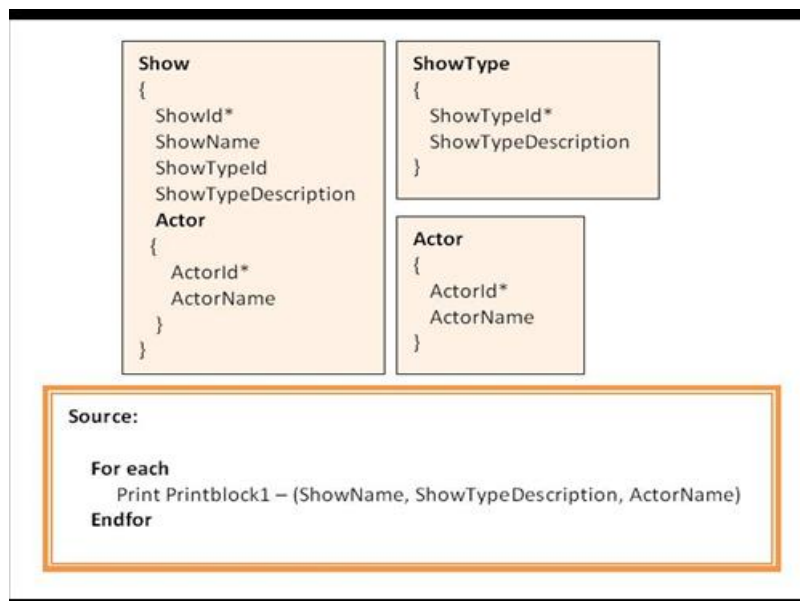 Show
{
ShowId*
ShowName
ShowTypeId
ShowTypeDescription
Actor
{
ActorId*
ActorName
}
}
ShowType
{
ShowTypeId*
ShowTypeDescription
}
Actor
{
ActorId*
ActorName
}
Source:
For each
Print Printblock1 – (ShowName, ShowTypeDescription, ActorName)
Endfor